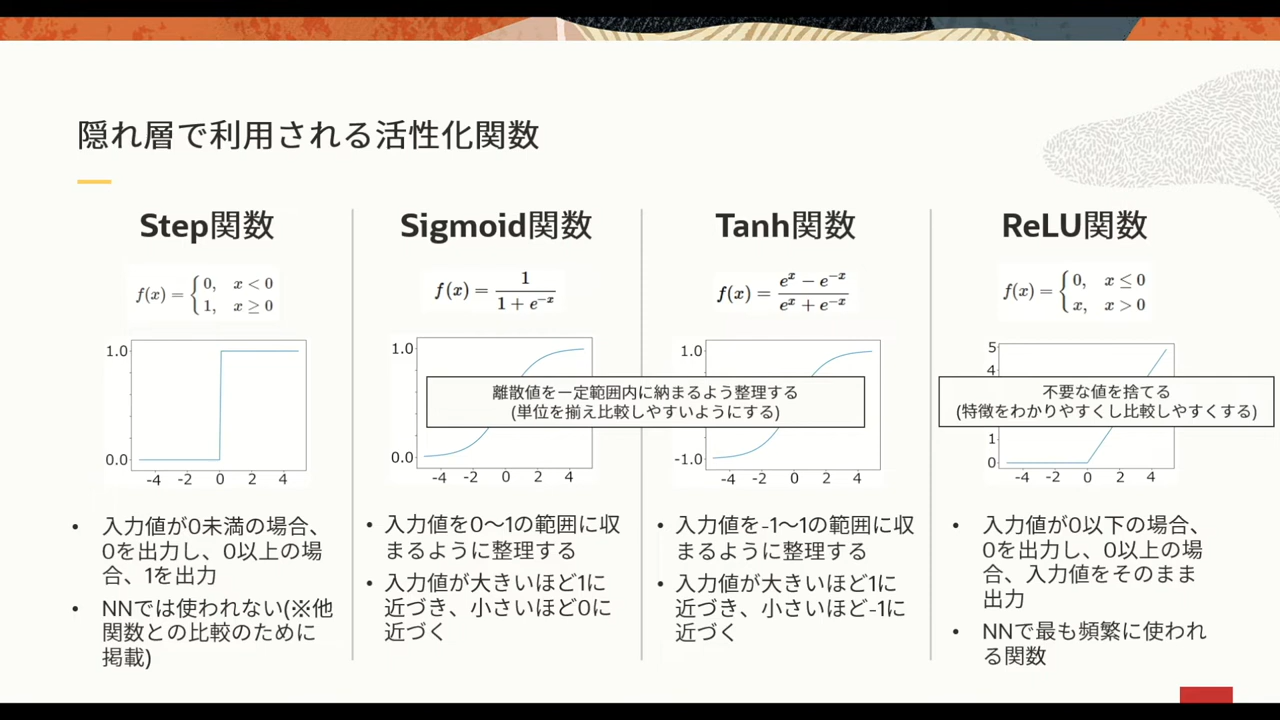 隠れ層で利用される活性化関数
Step関数
f(x) = { 0, x < 0
1, x ≥ 0
1.0
0.0
-4 -2 0 2 4
入力値が0未満の場合、
0を出力し、0以上の場
合、1を出力
NNでは使われない(※他
関数との比較のために
掲載)
Sigmoid関数
f(x) = 1 / (1 + e^{-x})
1.0
0.0
-4 -2 0 2 4
離散値を一定範囲内に納まるよう整理する
(単位を揃え比較しやすいようにする)
入力値を0〜1の範囲に収
まるように整理する
入力値が大きいほど1に
近づき、小さいほど0に
近づく
Tanh関数
f(x) = (e^x − e^{-x}) / (e^x + e^{-x})
1.0
-1.0
-4 -2 0 2 4
入力値を-1〜1の範囲に収
まるように整理する
入力値が大きいほど1に
近づき、小さいほど-1に
近づく
ReLU関数
f(x) = { 0, x ≤ 0
x, x > 0
5
4
不要な値を捨てる
(特徴をわかりやすくし比較しやすくする)
1
0
-4 -2 0 2 4
入力値が0以下の場合、
0を出力し、0以上の場
合、入力値をそのまま
出力
NNで最も頻繁に使われ
る関数